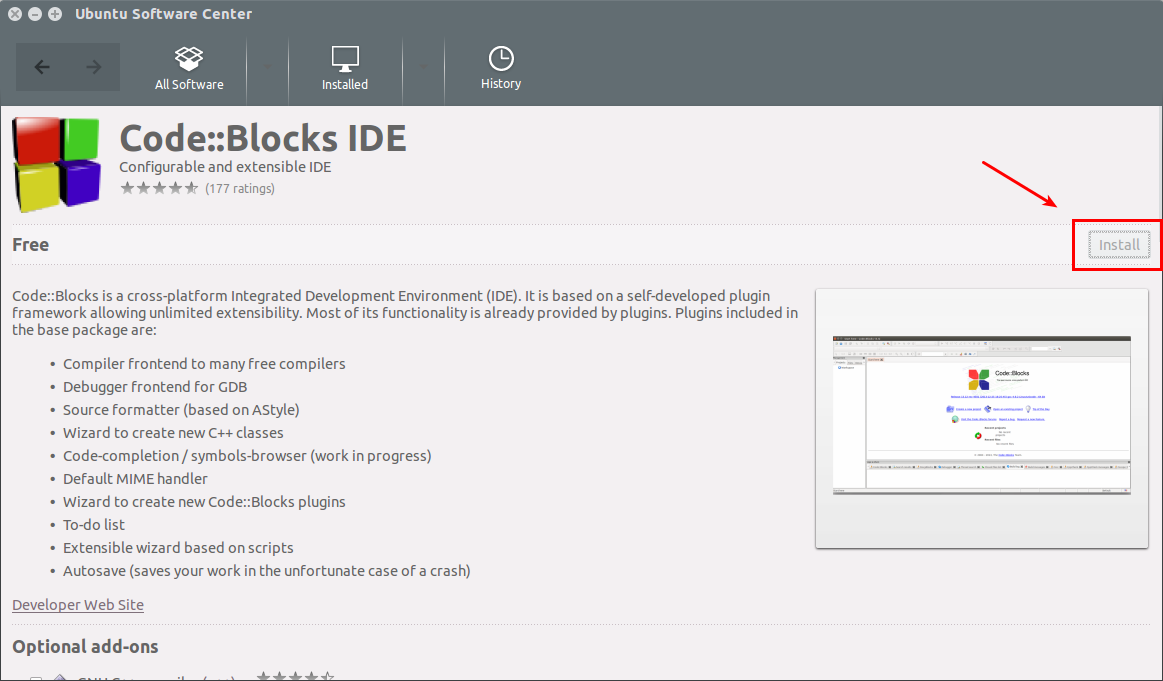 Ubuntu Software Center
All Software
Installed
History
Code::Blocks IDE
Configurable and extensible IDE
(177 ratings)
Free
Install
Code::Blocks is a cross-platform Integrated Development Environment (IDE). It is based on a self-developed plugin
framework allowing unlimited extensibility. Most of its functionality is already provided by plugins. Plugins included in
the base package are:
• Compiler frontend to many free compilers
• Debugger frontend for GDB
• Source formatter (based on AStyle)
• Wizard to create new C++ classes
• Code-completion / symbols-browser (work in progress)
• Default MIME handler
• Wizard to create new Code::Blocks plugins
• To-do list
• Extensible wizard based on scripts
• Autosave (saves your work in the unfortunate case of a crash)
Code::Blocks
Developer Web Site
Optional add-ons